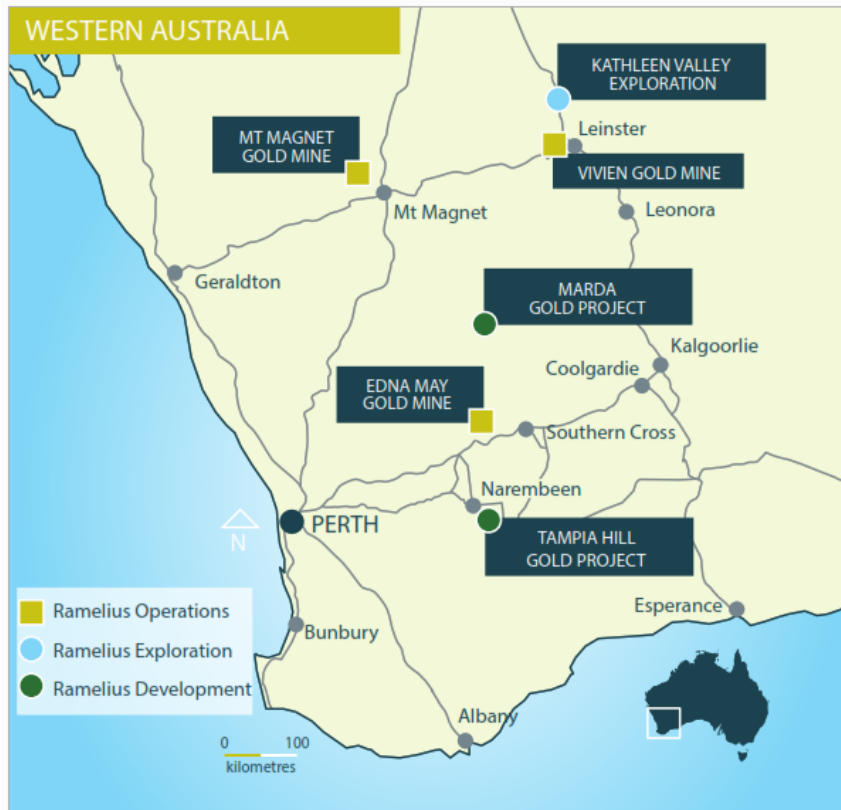 WESTERN AUSTRALIA
KATHLEEN VALLEY
EXPLORATION
MT MAGNET
GOLD MINE
Leinster
VIVIEN GOLD MINE
Mt Magnet
Leonora
Geraldton
MARDA
GOLD PROJECT
Kalgoorlie
Coolgardie
EDNA MAY
GOLD MINE
Southern Cross
Narembeen
PERTH
N
TAMPIA HILL
GOLD PROJECT
Esperance
Ramelius Operations
Bunbury
Ramelius Exploration
Ramelius Development
Albany
0 100
kilometres